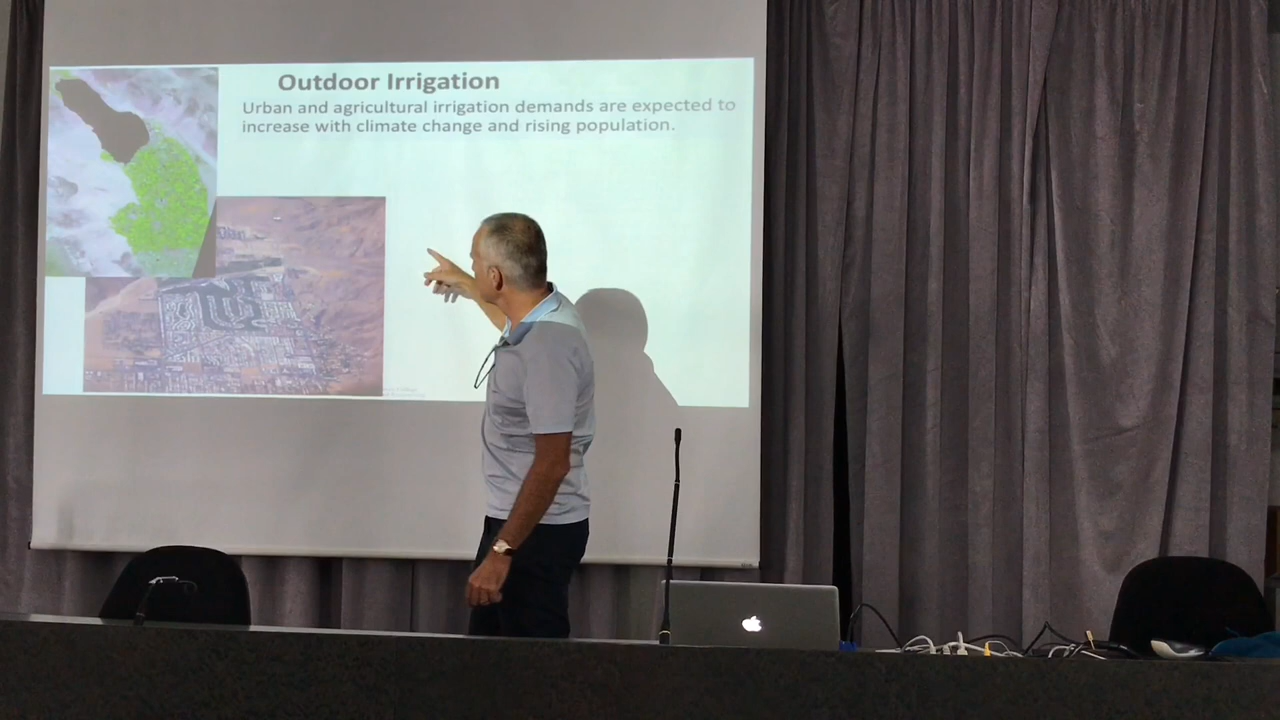 Outdoor Irrigation
Urban and agricultural irrigation demands are expected to
increase with climate change and rising population.